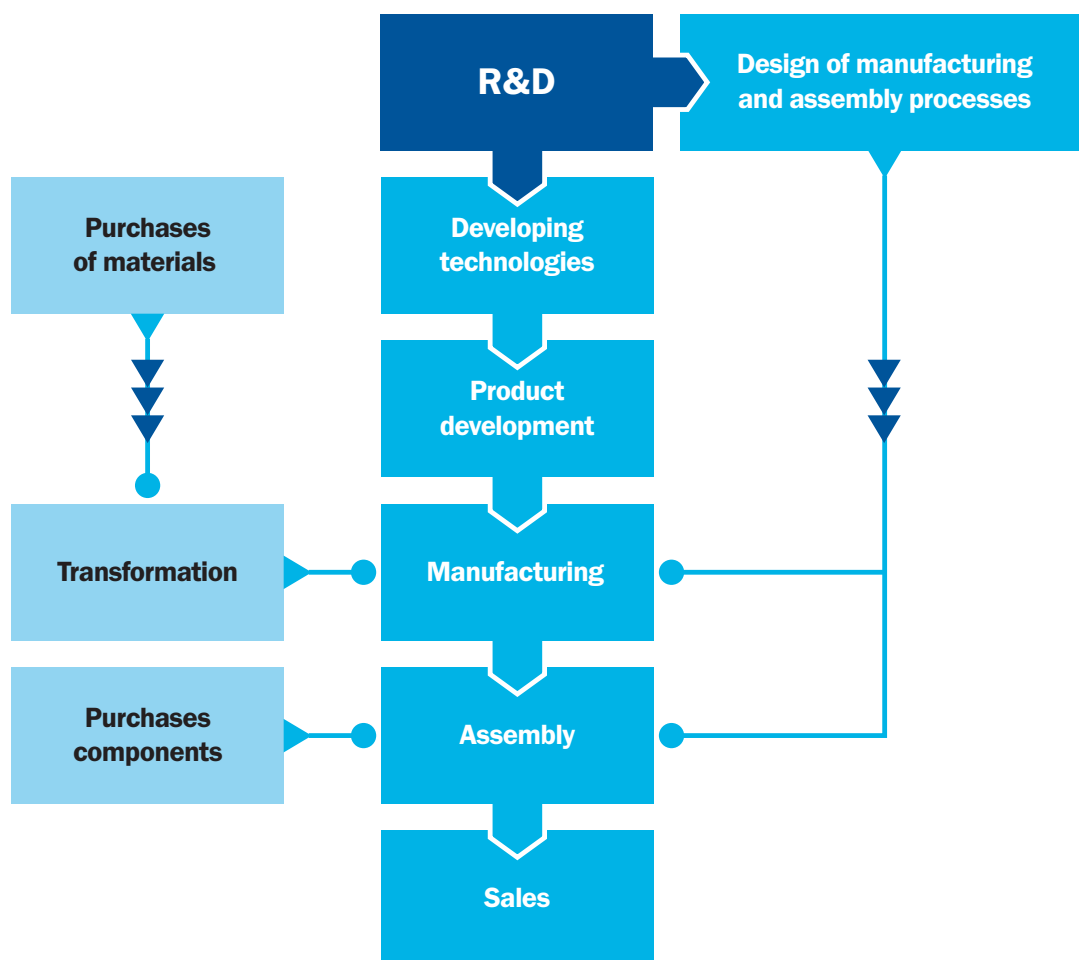 R&D
Design of manufacturing
and assembly processes
Purchases
of materials
Developing
technologies
Product
development
Transformation
Manufacturing
Purchases
components
Assembly
Sales